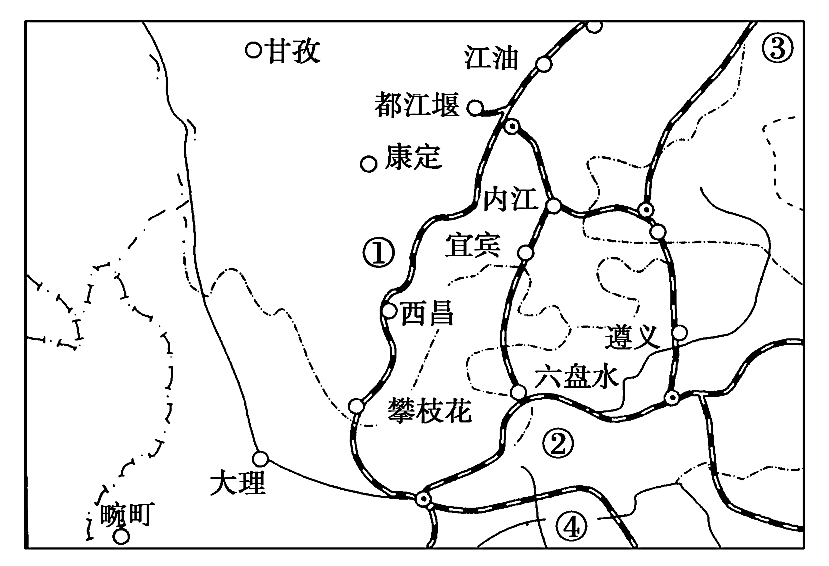 ③
甘孜
江油
都江堰
康定
内江
①
宜宾
西昌
遵义
六盘水
攀枝花
②
大理
畹町
④